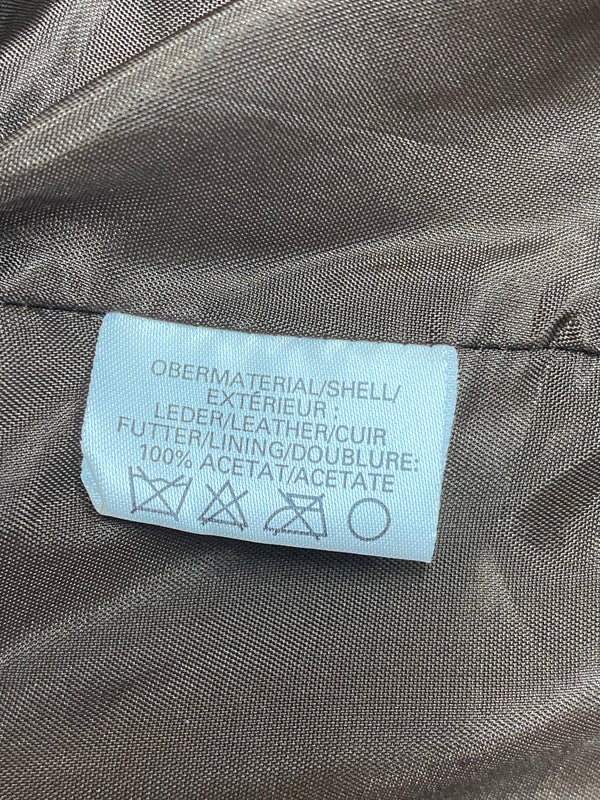 OBERMATERIAL/SHELL/
EXTÉRIEUR :
LEDER/LEATHER/CUIR
FUTTER/LINING/DOUBLURE:
100% ACETAT/ACETATE